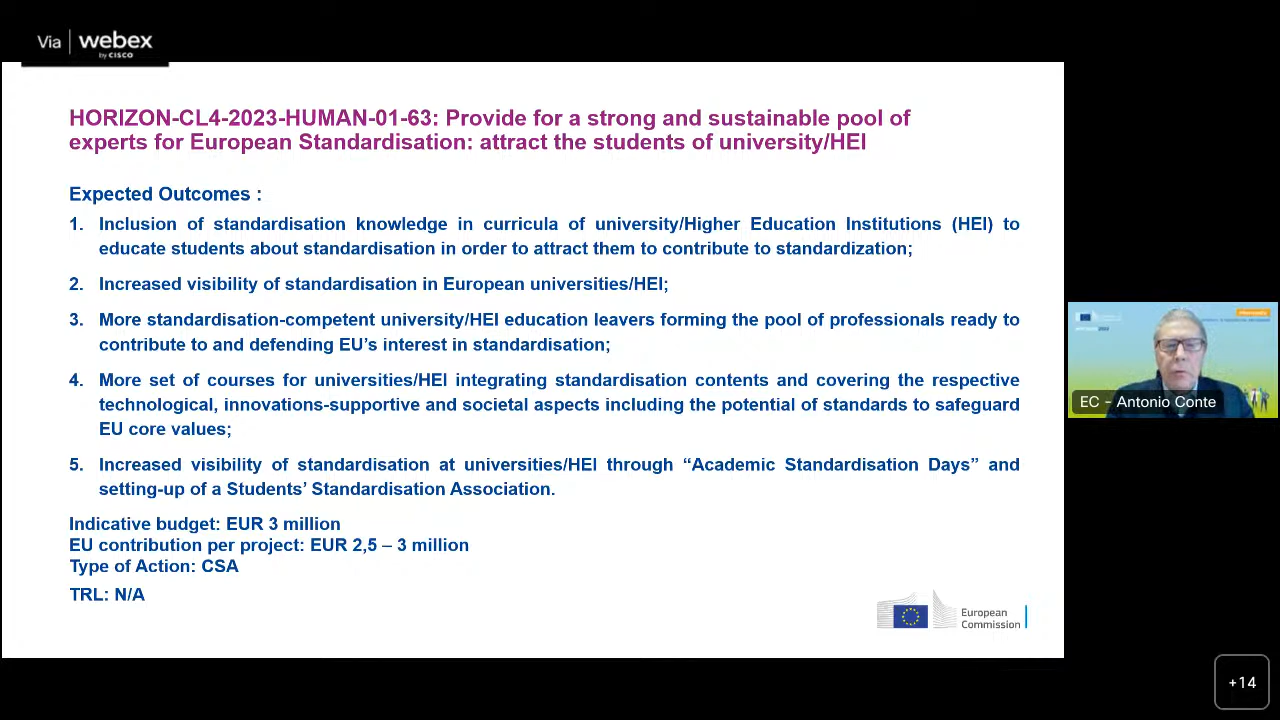 Via webex
by CISCO
HORIZON-CL4-2023-HUMAN-01-63: Provide for a strong and sustainable pool of
experts for European Standardisation: attract the students of university/HEI
Expected Outcomes :
1. Inclusion of standardisation knowledge in curricula of university/Higher Education Institutions (HEI) to
educate students about standardisation in order to attract them to contribute to standardization;
2. Increased visibility of standardisation in European universities/HEI;
3. More standardisation-competent university/HEI education leavers forming the pool of professionals ready to
contribute to and defending EU’s interest in standardisation;
4. More set of courses for universities/HEI integrating standardisation contents and covering the respective
technological, innovations-supportive and societal aspects including the potential of standards to safeguard
EU core values;
5. Increased visibility of standardisation at universities/HEI through “Academic Standardisation Days” and
setting-up of a Students’ Standardisation Association.
Indicative budget: EUR 3 million
EU contribution per project: EUR 2,5 – 3 million
Type of Action: CSA
TRL: N/A
European
Commission
EC - Antonio Conte
+14